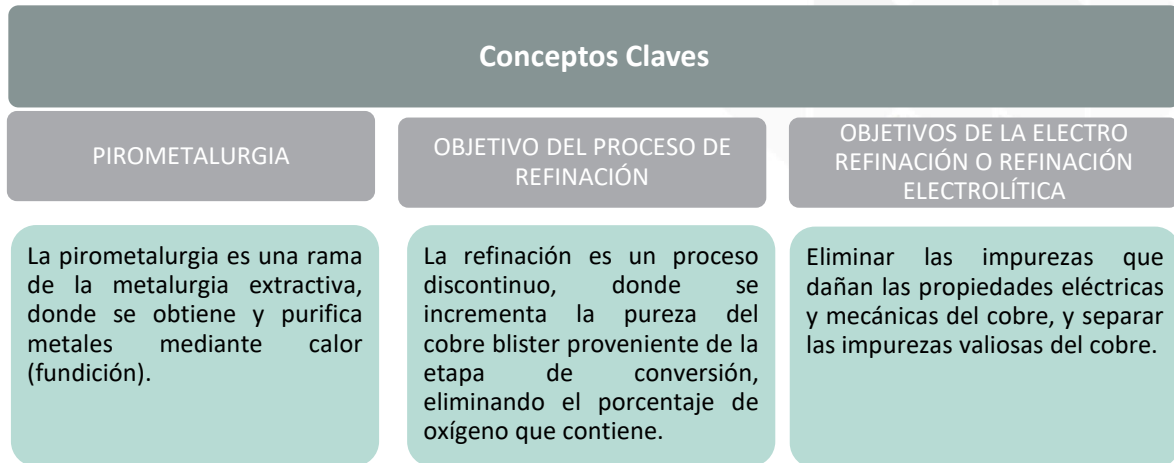 Conceptos Claves
PIROMETALURGIA
La pirometalurgia es una rama
de la metalurgia extractiva,
donde se obtiene y purifica
metales mediante calor
(fundición).
OBJETIVO DEL PROCESO DE
REFINACIÓN
La refinación es un proceso
discontinuo, donde se
incrementa la pureza del
cobre blister proveniente de la
etapa de conversión,
eliminando el porcentaje de
oxígeno que contiene.
OBJETIVOS DE LA ELECTRO
REFINACIÓN O REFINACIÓN
ELECTROLÍTICA
Eliminar las impurezas que
dañan las propiedades eléctricas
y mecánicas del cobre, y separar
las impurezas valiosas del cobre.